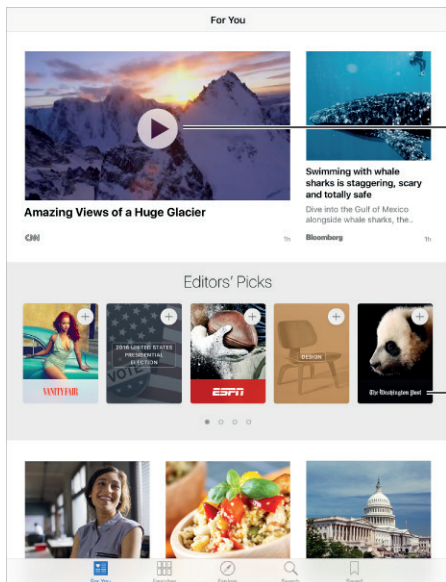 For You
Amazing Views of a Huge Glacier
CNN
1h
Swimming with whale
sharks is staggering, scary
and totally safe
Dive into the Gulf of Mexico
alongside whale sharks, the..
Bloomberg
1h
Editors' Picks
VANITY FAIR
2016 UNITED STATES
PRESIDENTIAL
ELECTION
VOTE
ESPN
DESIGN
The Washington Post
For You
Favorites
Explore
Search
Saved